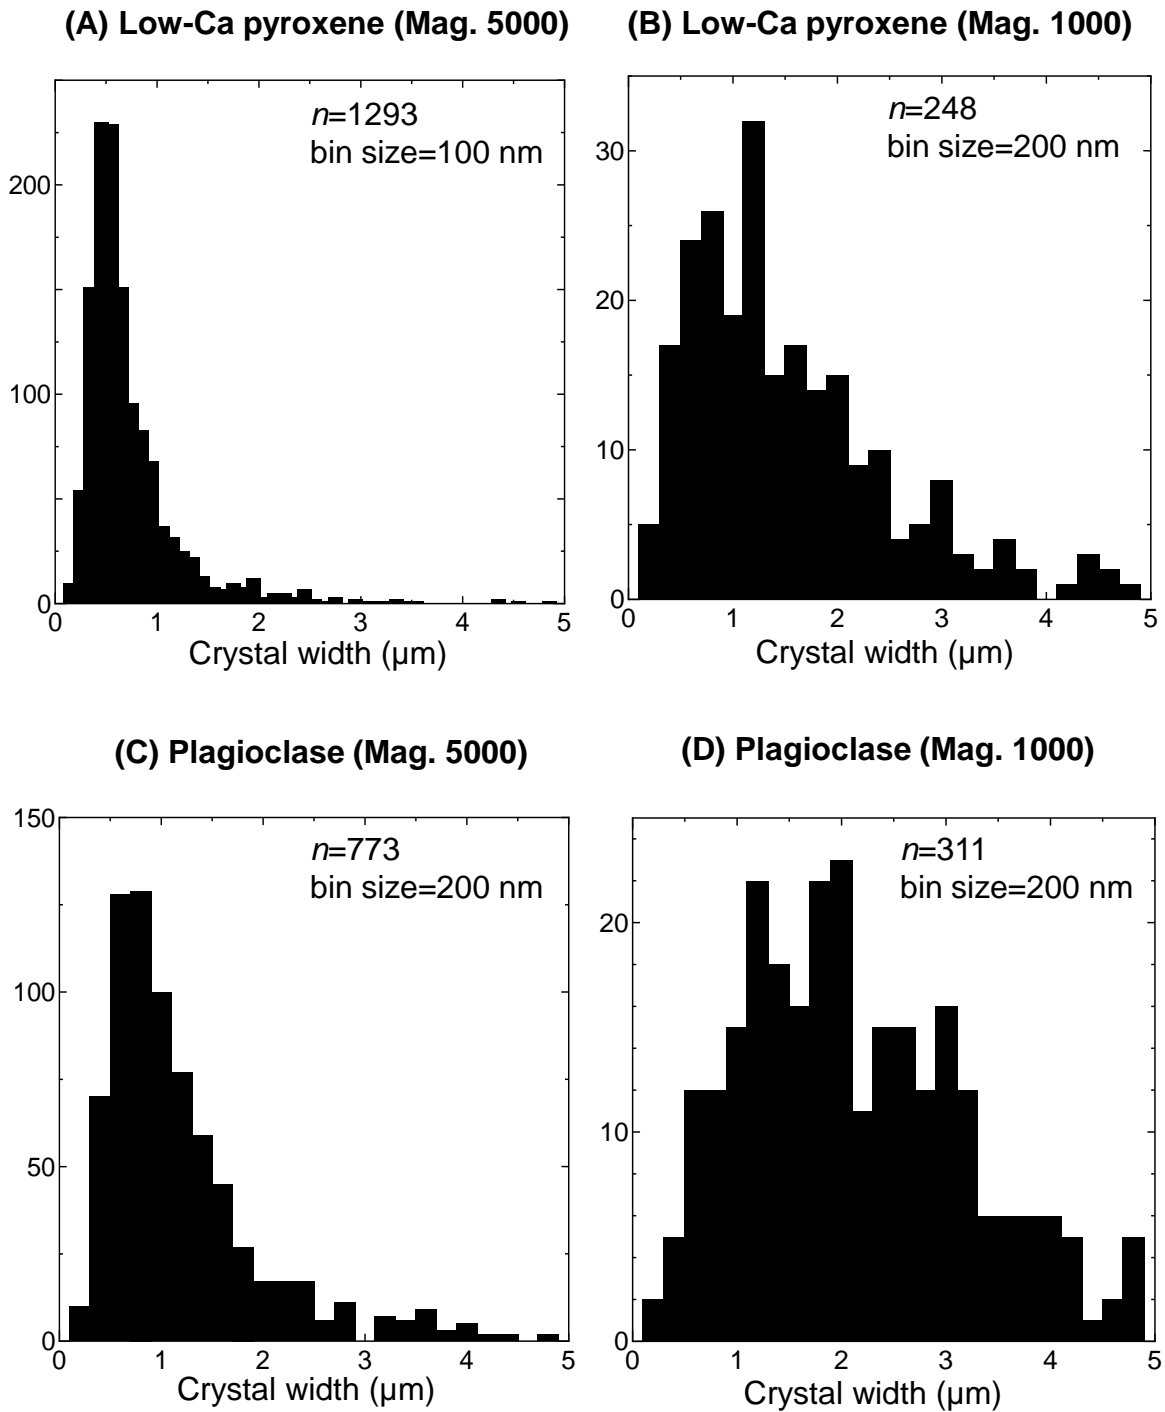 (A) Low-Ca pyroxene (Mag. 5000)
n=1293
bin size=100 nm
200
100
0
0 1 2 3 4 5
Crystal width (µm)
(B) Low-Ca pyroxene (Mag. 1000)
n=248
bin size=200 nm
30
20
10
0
0 1 2 3 4 5
Crystal width (µm)
(C) Plagioclase (Mag. 5000)
150
n=773
bin size=200 nm
100
50
0
0 1 2 3 4 5
Crystal width (µm)
(D) Plagioclase (Mag. 1000)
n=311
bin size=200 nm
20
10
0
0 1 2 3 4 5
Crystal width (µm)